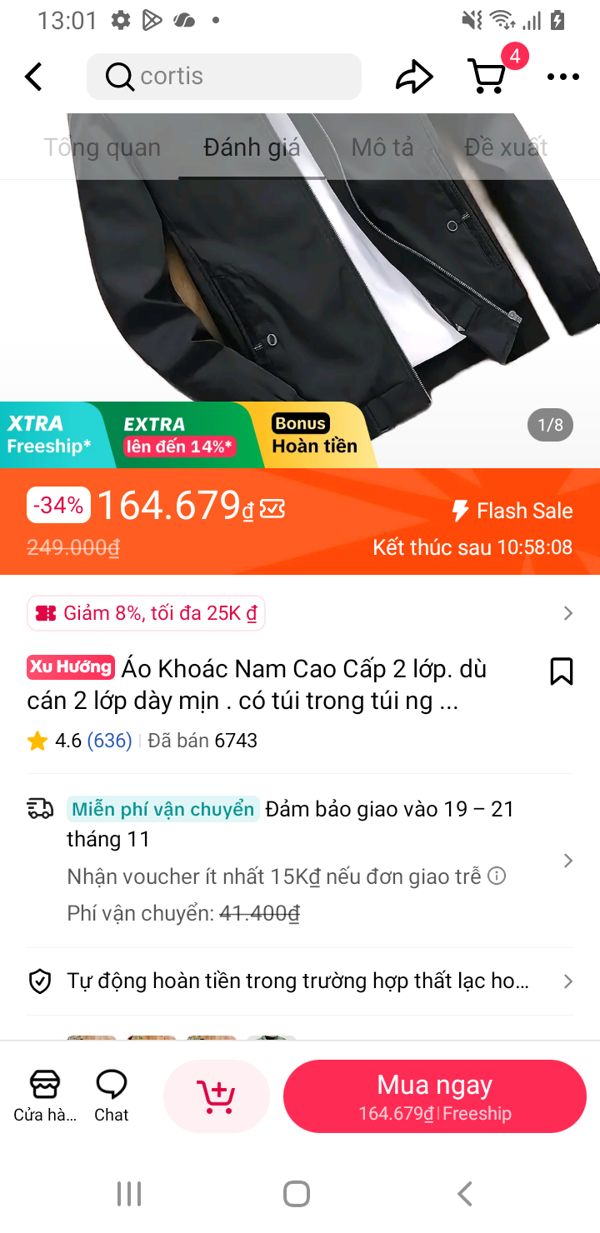 13:01
cortis
4
Tổng quan
Đánh giá
Mô tả
Đề xuất
XTRA
Freeship*
EXTRA
lên đến 14%*
Bonus
Hoàn tiền
1/8
-34% 164.679₫
Flash Sale
249.000₫
Kết thúc sau 10:58:08
Giảm 8%, tối đa 25K ₫
Xu Hướng Áo Khoác Nam Cao Cấp 2 lớp. dù
cán 2 lớp dày mịn . có túi trong túi ng ...
4.6 (636) Đã bán 6743
Miễn phí vận chuyển Đảm bảo giao vào 19 – 21
tháng 11
Nhận voucher ít nhất 15K₫ nếu đơn giao trễ
Phí vận chuyển: 41.400₫
Tự động hoàn tiền trong trường hợp thất lạc ho...
Cửa hà...
Chat
Mua ngay
164.679₫ | Freeship